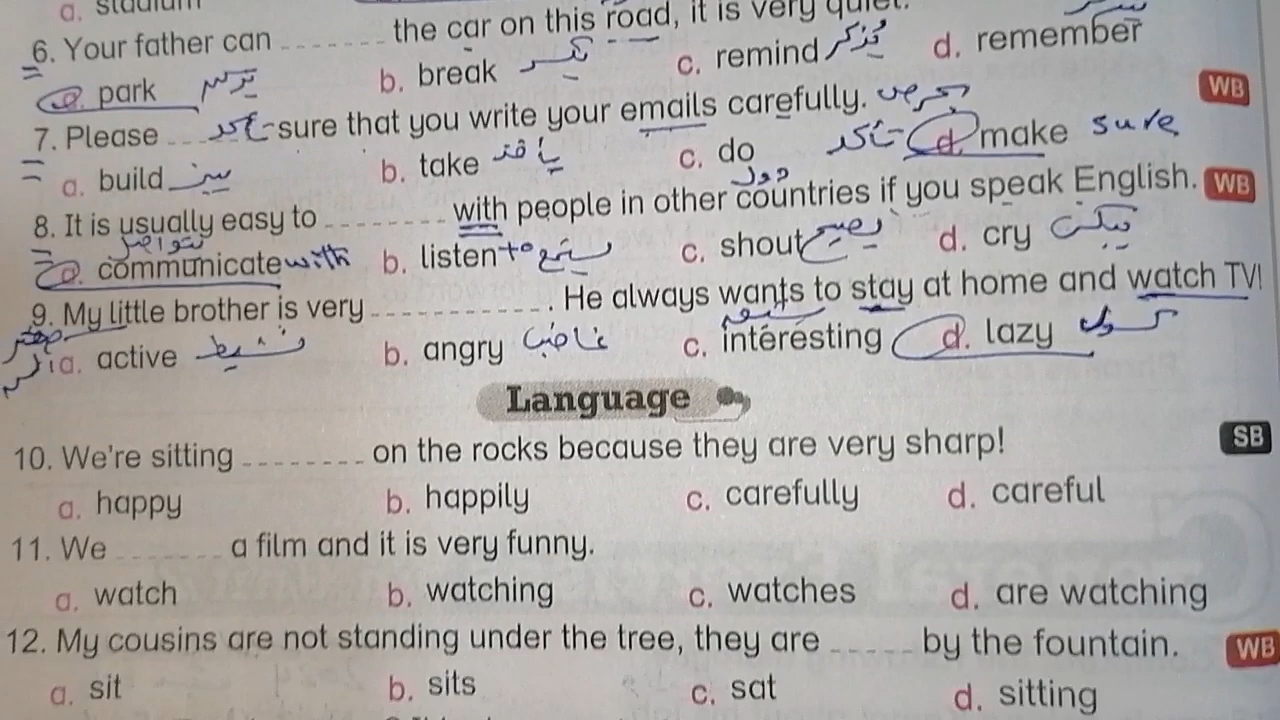 a. stadium
6. Your father can ........ the car on this road, it is very quiet.
a. park b. break c. remind d. remember
WB
7. Please ........ sure that you write your emails carefully.
a. build b. take c. do d. make sure
8. It is usually easy to ........ with people in other countries if you speak English. WB
a. communicate with b. listen to c. shout d. cry
9. My little brother is very ............ . He always wants to stay at home and watch TV!
a. active نشيط b. angry c. interesting d. lazy كسول
Language
10. We're sitting ........ on the rocks because they are very sharp! SB
a. happy b. happily c. carefully d. careful
11. We ....... a film and it is very funny.
a. watch b. watching c. watches d. are watching
12. My cousins are not standing under the tree, they are ..... by the fountain. WB
a. sit b. sits c. sat d. sitting